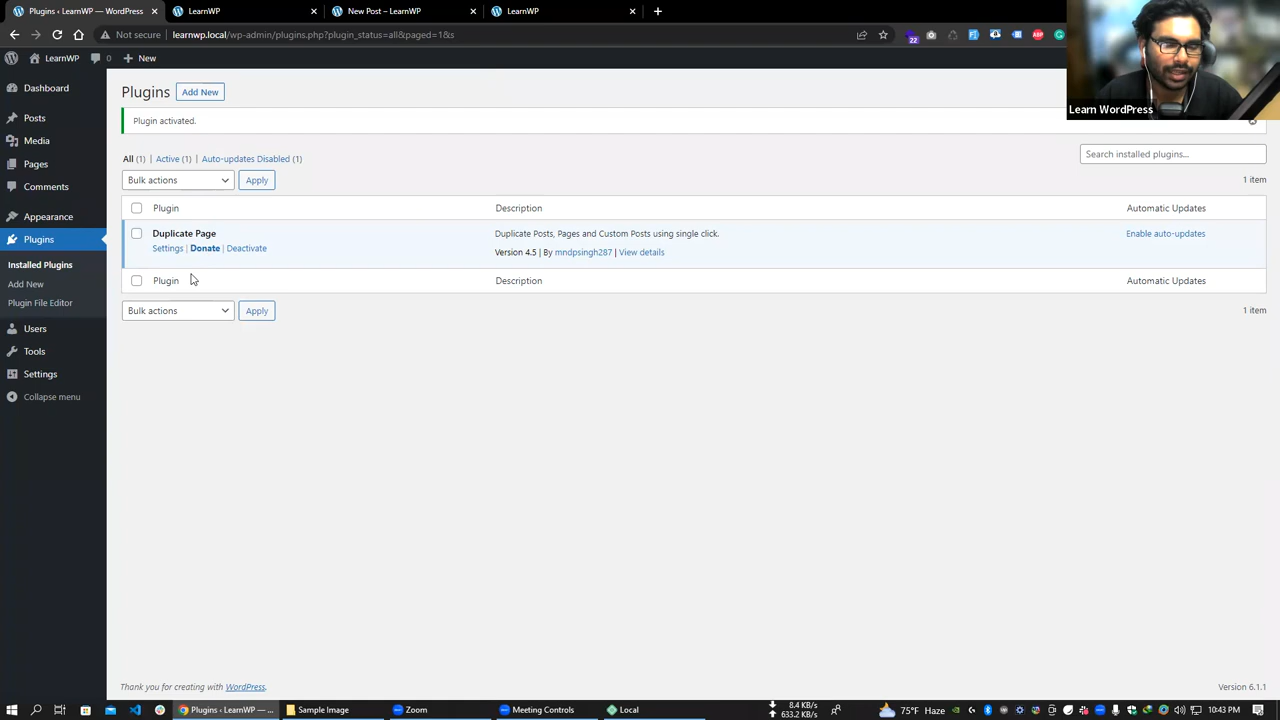 Plugins ‹ LearnWP — WordPress
LearnWP
New Post ‹ LearnWP
LearnWP
Not secure
learnwp.local/wp-admin/plugins.php?plugin_status=all&paged=1&s
22
LearnWP
0
New
Learn WordPress
Dashboard
Posts
Media
Pages
Comments
Appearance
Plugins
Installed Plugins
Add New
Plugin File Editor
Users
Tools
Settings
Collapse menu
Plugins
Add New
Plugin activated.
All (1) | Active (1) | Auto-updates Disabled (1)
Search installed plugins...
Bulk actions
Apply
1 item
Plugin
Description
Automatic Updates
Duplicate Page
Settings | Donate | Deactivate
Duplicate Posts, Pages and Custom Posts using single click.
Version 4.5 | By mndpsingh287 | View details
Enable auto-updates
Plugin
Description
Automatic Updates
Bulk actions
Apply
1 item
Thank you for creating with WordPress.
Version 6.1.1
Plugins ‹ LearnWP — ...
Sample Image
Zoom
Meeting Controls
Local
8.4 KB/s
633.2 KB/s
75°F Haze
10:43 PM